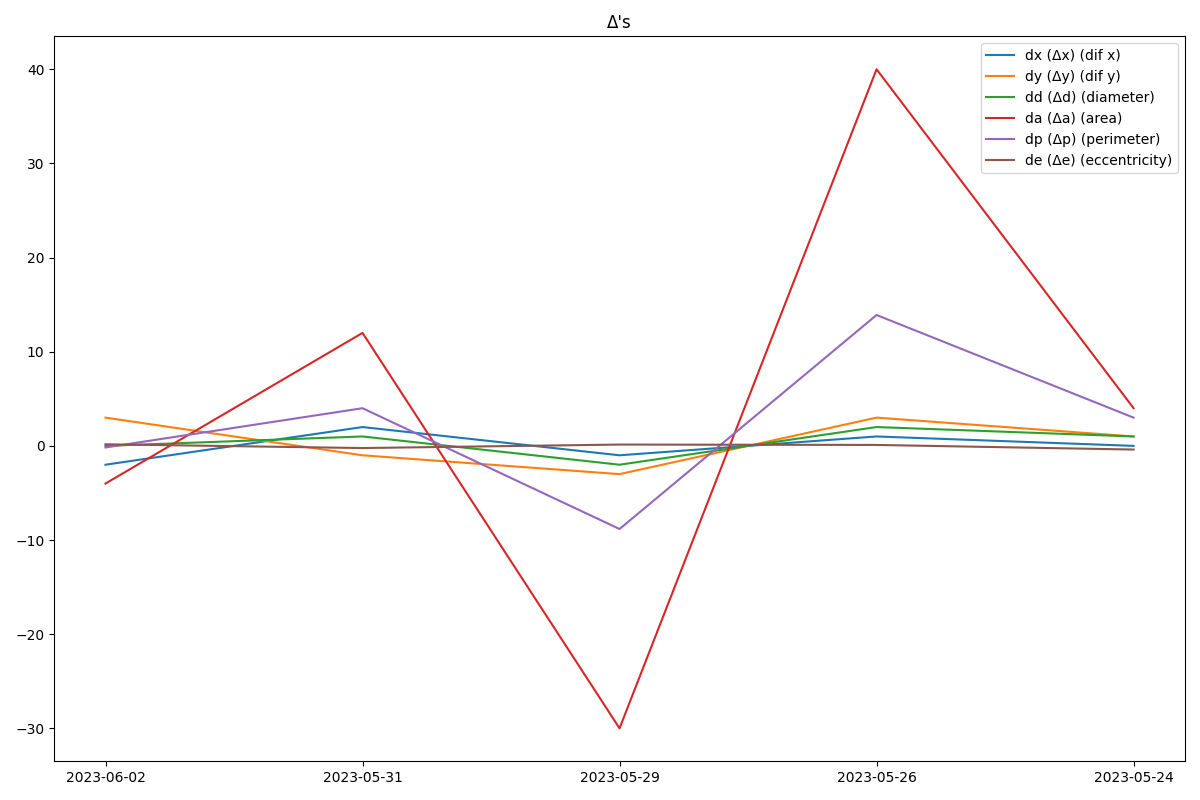 Δ's
dx (Δx) (dif x)
dy (Δy) (dif y)
dd (Δd) (diameter)
da (Δa) (area)
dp (Δp) (perimeter)
de (Δe) (eccentricity)
40
30
20
10
0
−10
−20
−30
2023-06-02 2023-05-31 2023-05-29 2023-05-26 2023-05-24